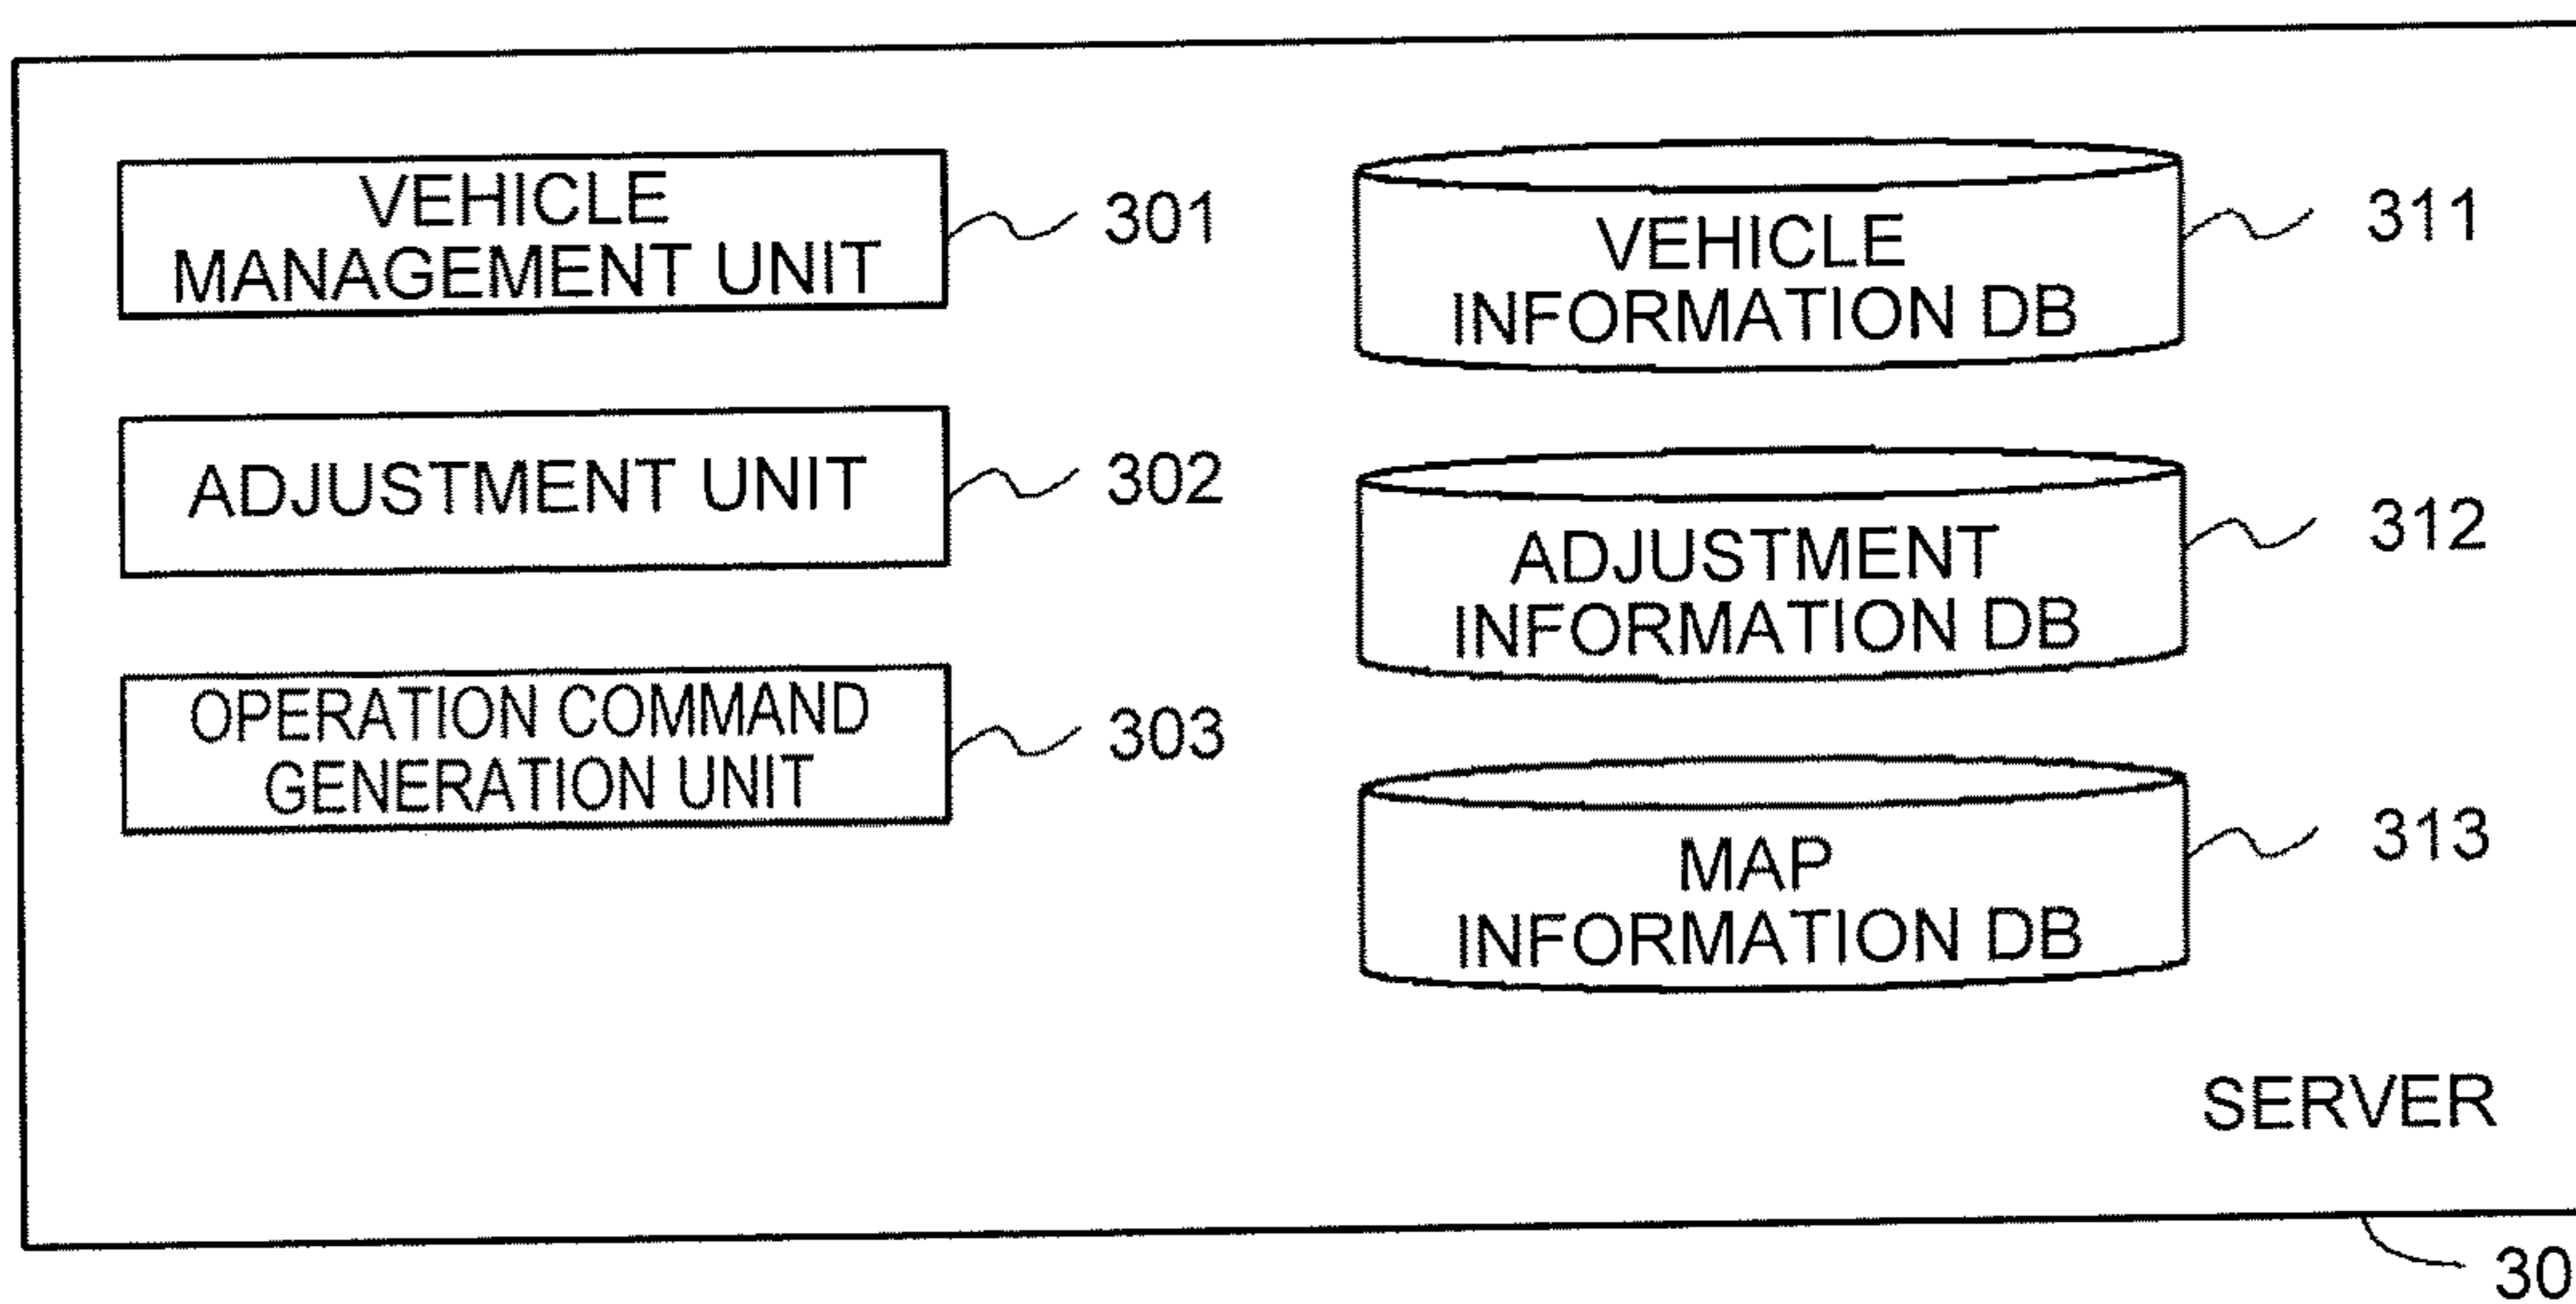 VEHICLE
MANAGEMENT UNIT
301
ADJUSTMENT UNIT
302
OPERATION COMMAND
GENERATION UNIT
303
VEHICLE
INFORMATION DB
311
ADJUSTMENT
INFORMATION DB
312
MAP
INFORMATION DB
313
SERVER
30